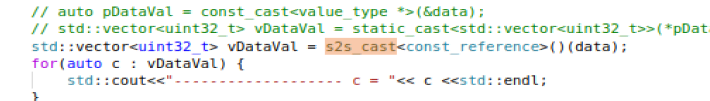 // auto pDataVal = const_cast<value_type *>(&data);
// std::vector<uint32_t> vDataVal = static_cast<std::vector<uint32_t>>(*pDat
std::vector<uint32_t> vDataVal = s2s_cast<const_reference>()(data);
for(auto c : vDataVal) {
std::cout<<"------------------- c = "<< c <<std::endl;
}